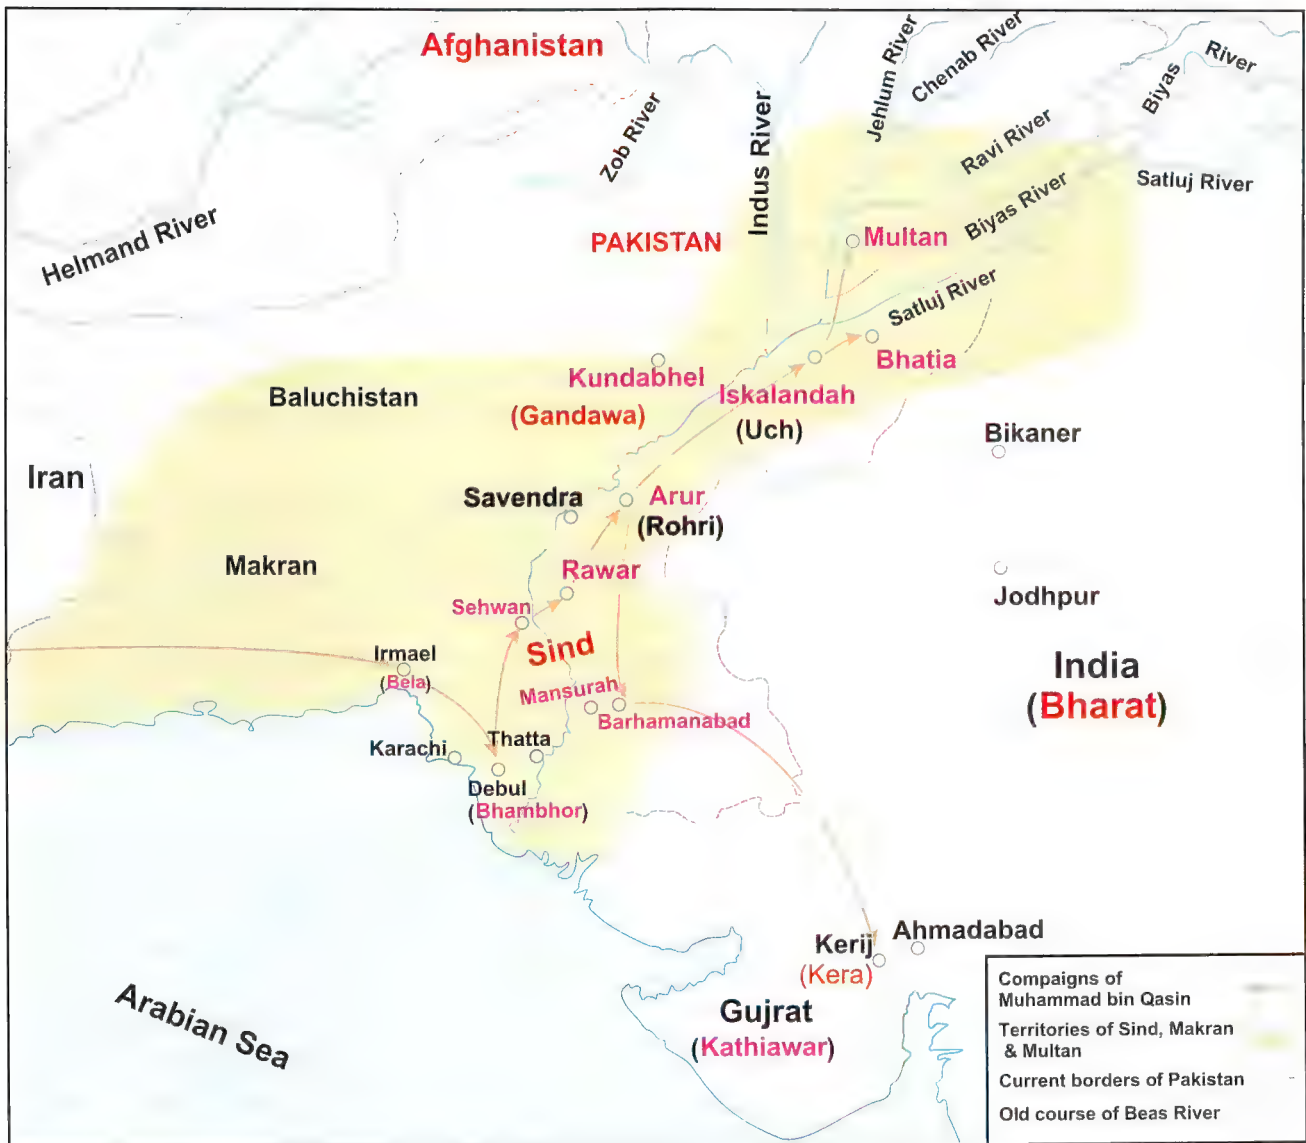 Afghanistan
Zob River
Indus River
Jehlum River
Chenab River
Biyas
River
Ravi River
Biyas River
Satluj River
Helmand River
PAKISTAN
Multan
Satluj River
Bhatia
Kundabhel
(Gandawa)
Iskalandah
(Uch)
Baluchistan
Bikaner
Iran
Savendra
Arur
(Rohri)
Makran
Rawar
Jodhpur
Sehwan
Sind
Irmael
(Bela)
India
(Bharat)
Mansurah
Barhamanabad
Karachi
Thatta
Debul
(Bhambhor)
Kerij
(Kera)
Ahmadabad
Arabian Sea
Gujrat
(Kathiawar)
Compaigns of
Muhammad bin Qasin
Territories of Sind, Makran
& Multan
Current borders of Pakistan
Old course of Beas River